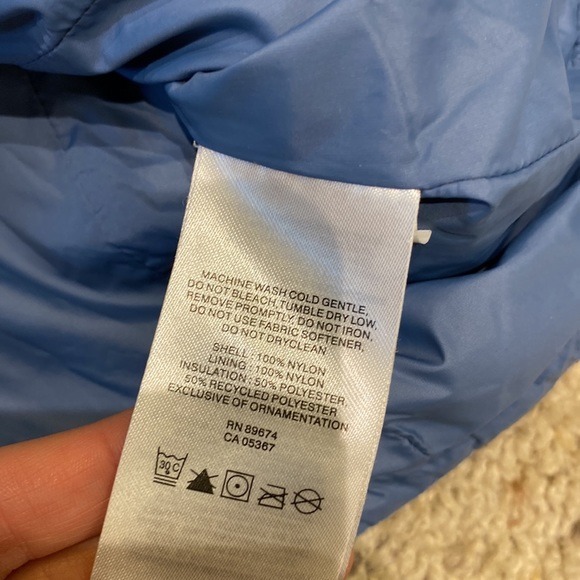 MACHINE WASH COLD GENTLE,
DO NOT BLEACH, TUMBLE DRY LOW.
REMOVE PROMPTLY. DO NOT IRON.
DO NOT USE FABRIC SOFTENER.
DO NOT DRYCLEAN
SHELL : 100% NYLON
LINING : 100% NYLON
INSULATION : 50% POLYESTER
50% RECYCLED POLYESTER
EXCLUSIVE OF ORNAMENTATION
RN 89674
CA 05367
30 C